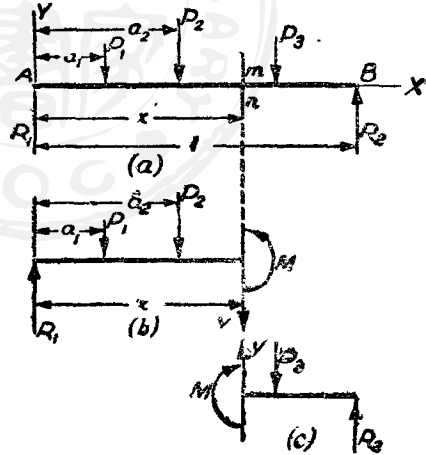 Y
a₂ P₂
a₁ P₁ P₃
A m B X
n
R₁ x R₂
l
(a)
a₂ P₂
a₁ P₁
M
x
R₁ (b) V
V P₃
M
(c) R₂